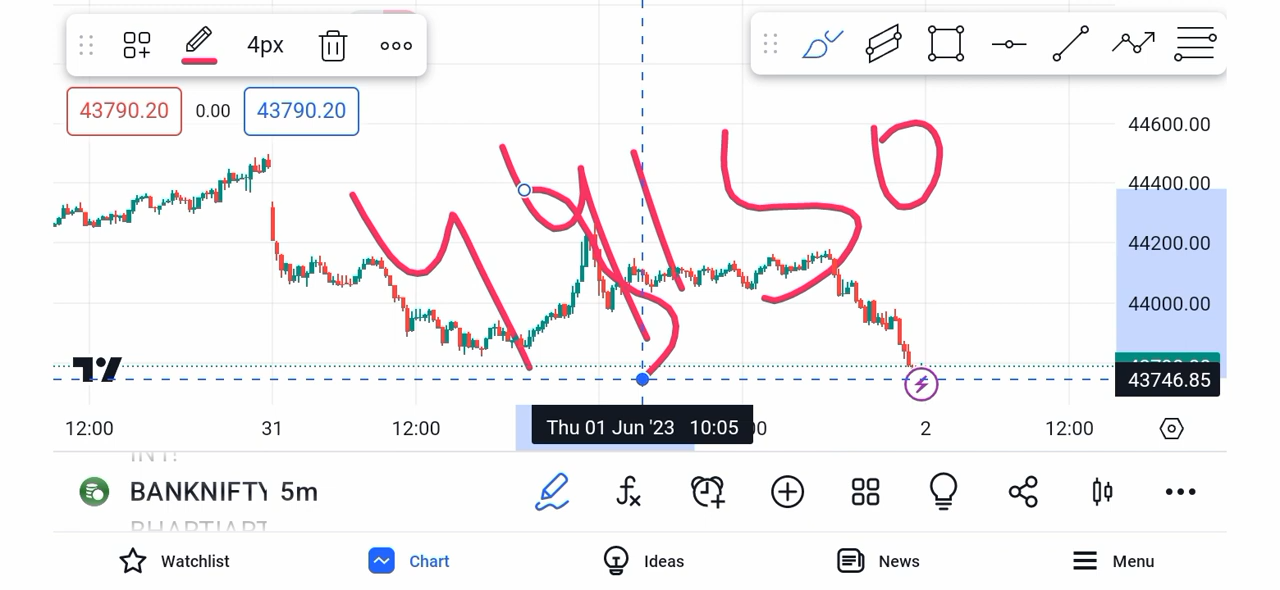 4px
43790.20 0.00 43790.20
44600.00
44400.00
44200.00
44000.00
43746.85
12:00 31 12:00 Thu 01 Jun '23 10:05 2 12:00
BANKNIFTY 5m
Watchlist Chart Ideas News Menu